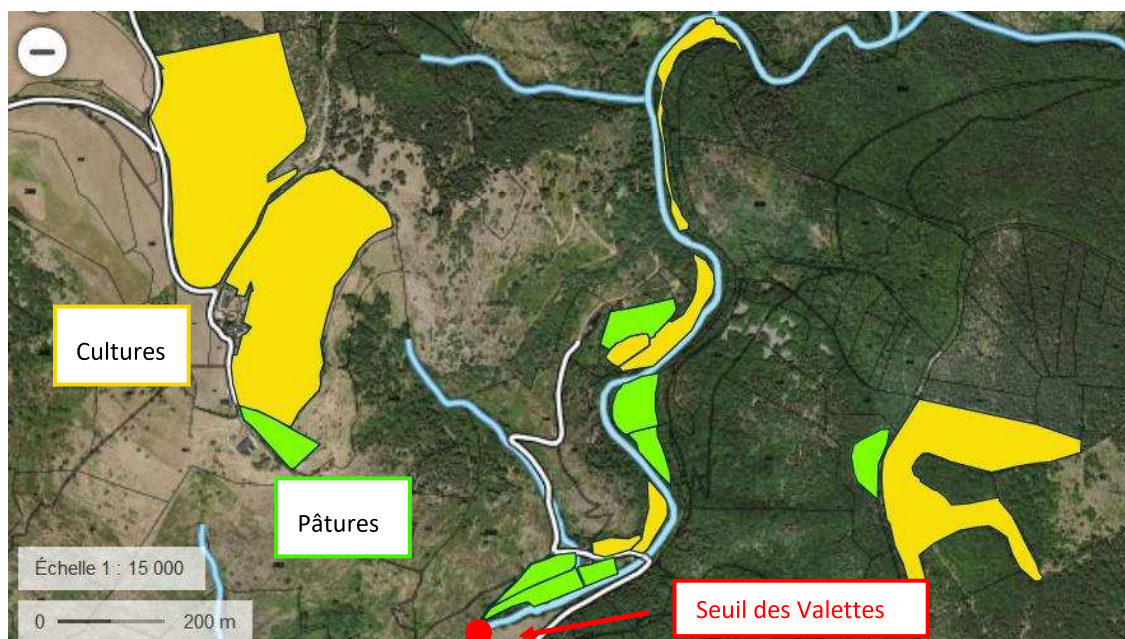 Cultures
Pâtures
Échelle 1 : 15 000
0 200 m
Seuil des Valettes